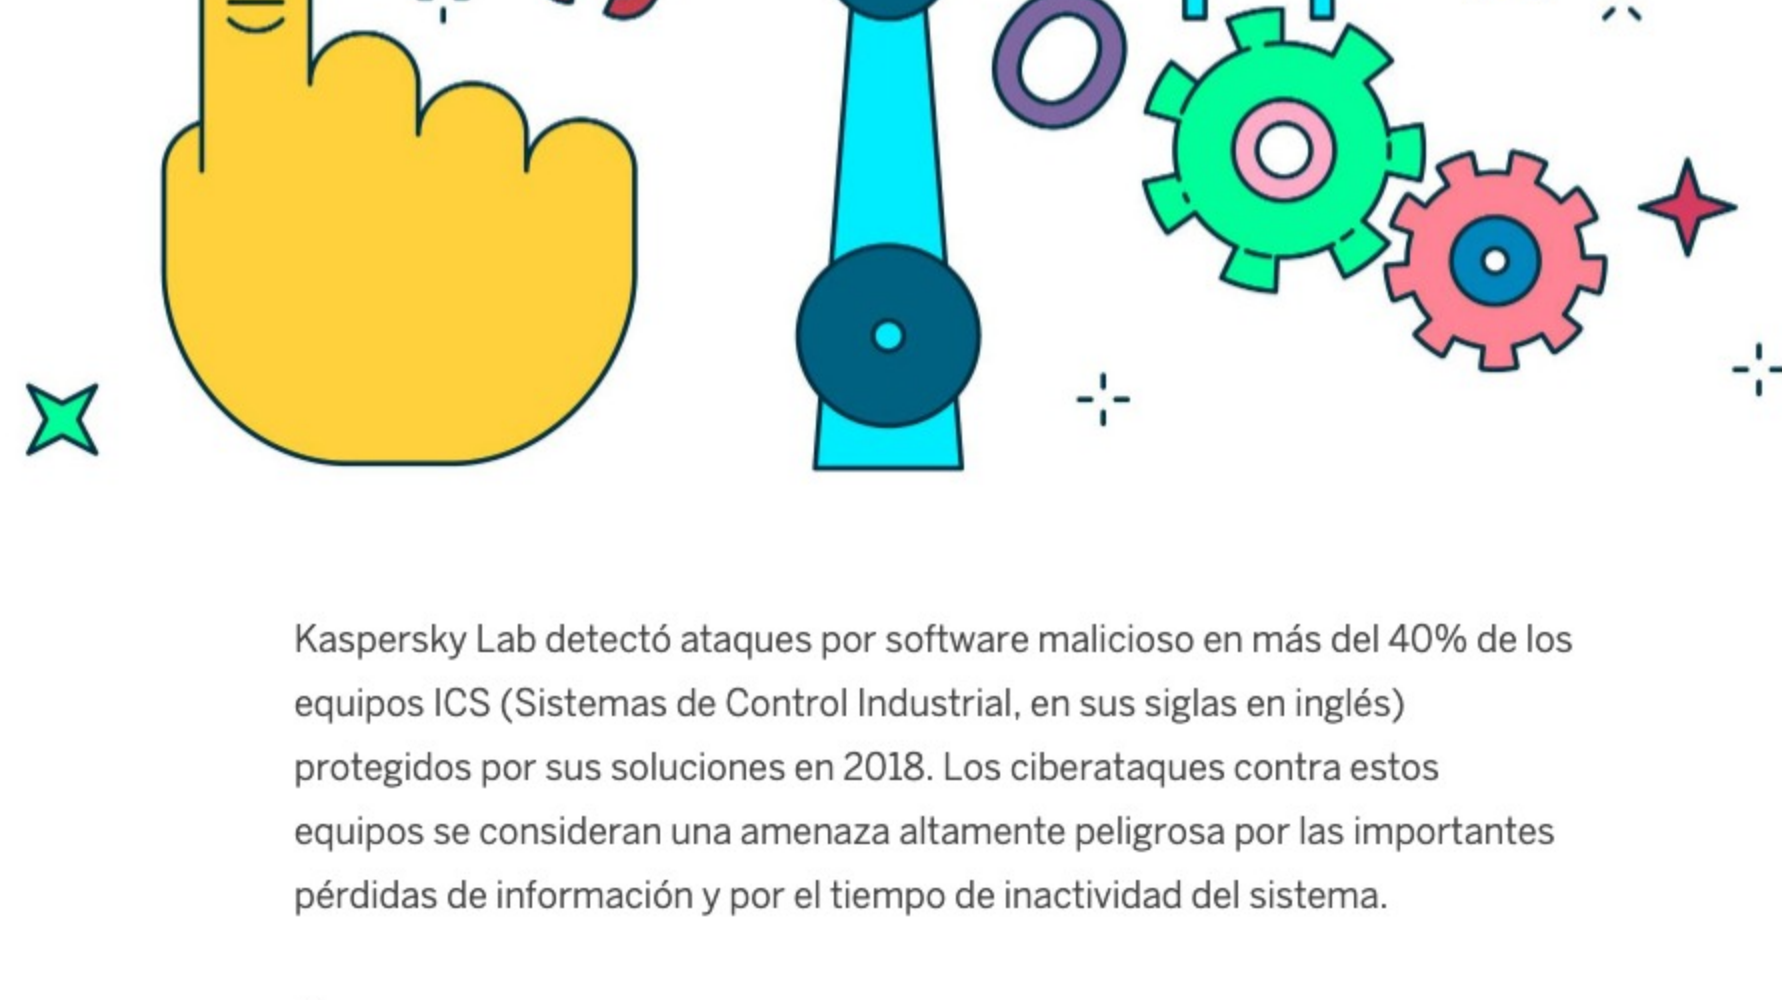 Kaspersky Lab detectó ataques por software malicioso en más del 40% de los
equipos ICS (Sistemas de Control Industrial, en sus siglas en inglés)
protegidos por sus soluciones en 2018. Los ciberataques contra estos
equipos se consideran una amenaza altamente peligrosa por las importantes
pérdidas de información y por el tiempo de inactividad del sistema.